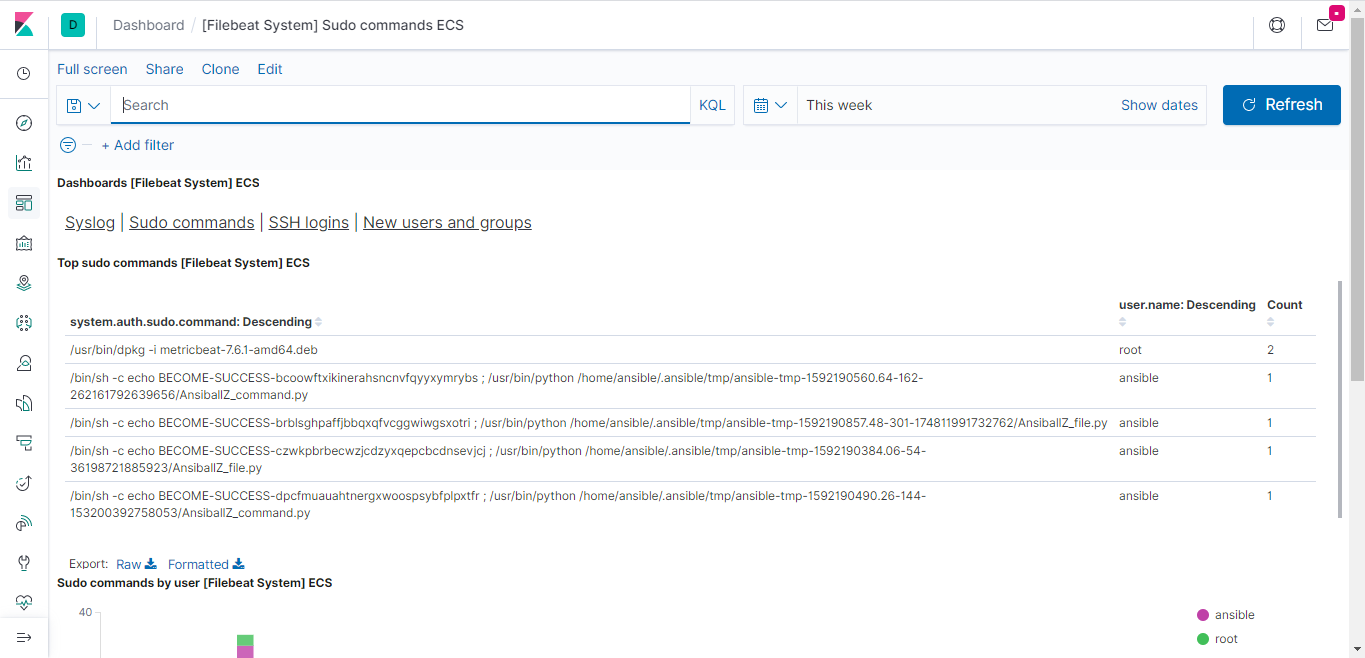 D Dashboard / [Filebeat System] Sudo commands ECS
Full screen Share Clone Edit
Search KQL This week Show dates Refresh
+ Add filter
Dashboards [Filebeat System] ECS
Syslog | Sudo commands | SSH logins | New users and groups
Top sudo commands [Filebeat System] ECS
system.auth.sudo.command: Descending user.name: Descending Count
/usr/bin/dpkg -i metricbeat-7.6.1-amd64.deb root 2
/bin/sh -c echo BECOME-SUCCESS-bcoowftxikinerahsncnvfqyyxymrybs ; /usr/bin/python /home/ansible/.ansible/tmp/ansible-tmp-1592190560.64-162- ansible 1
262161792639656/AnsiballZ_command.py
/bin/sh -c echo BECOME-SUCCESS-brblsghpaffjbbqxqfvcggwiwgsxotri ; /usr/bin/python /home/ansible/.ansible/tmp/ansible-tmp-1592190857.48-301-174811991732762/AnsiballZ_file.py ansible 1
/bin/sh -c echo BECOME-SUCCESS-czwkpbrbecwzjcdzyxqepcbcdnsevjcj ; /usr/bin/python /home/ansible/.ansible/tmp/ansible-tmp-1592190384.06-54- ansible 1
36198721885923/AnsiballZ_file.py
/bin/sh -c echo BECOME-SUCCESS-dpcfmuauahtnergxwoospsybfplpxtfr ; /usr/bin/python /home/ansible/.ansible/tmp/ansible-tmp-1592190490.26-144- ansible 1
153200392758053/AnsiballZ_command.py
Export: Raw Formatted
Sudo commands by user [Filebeat System] ECS
40 ansible
root